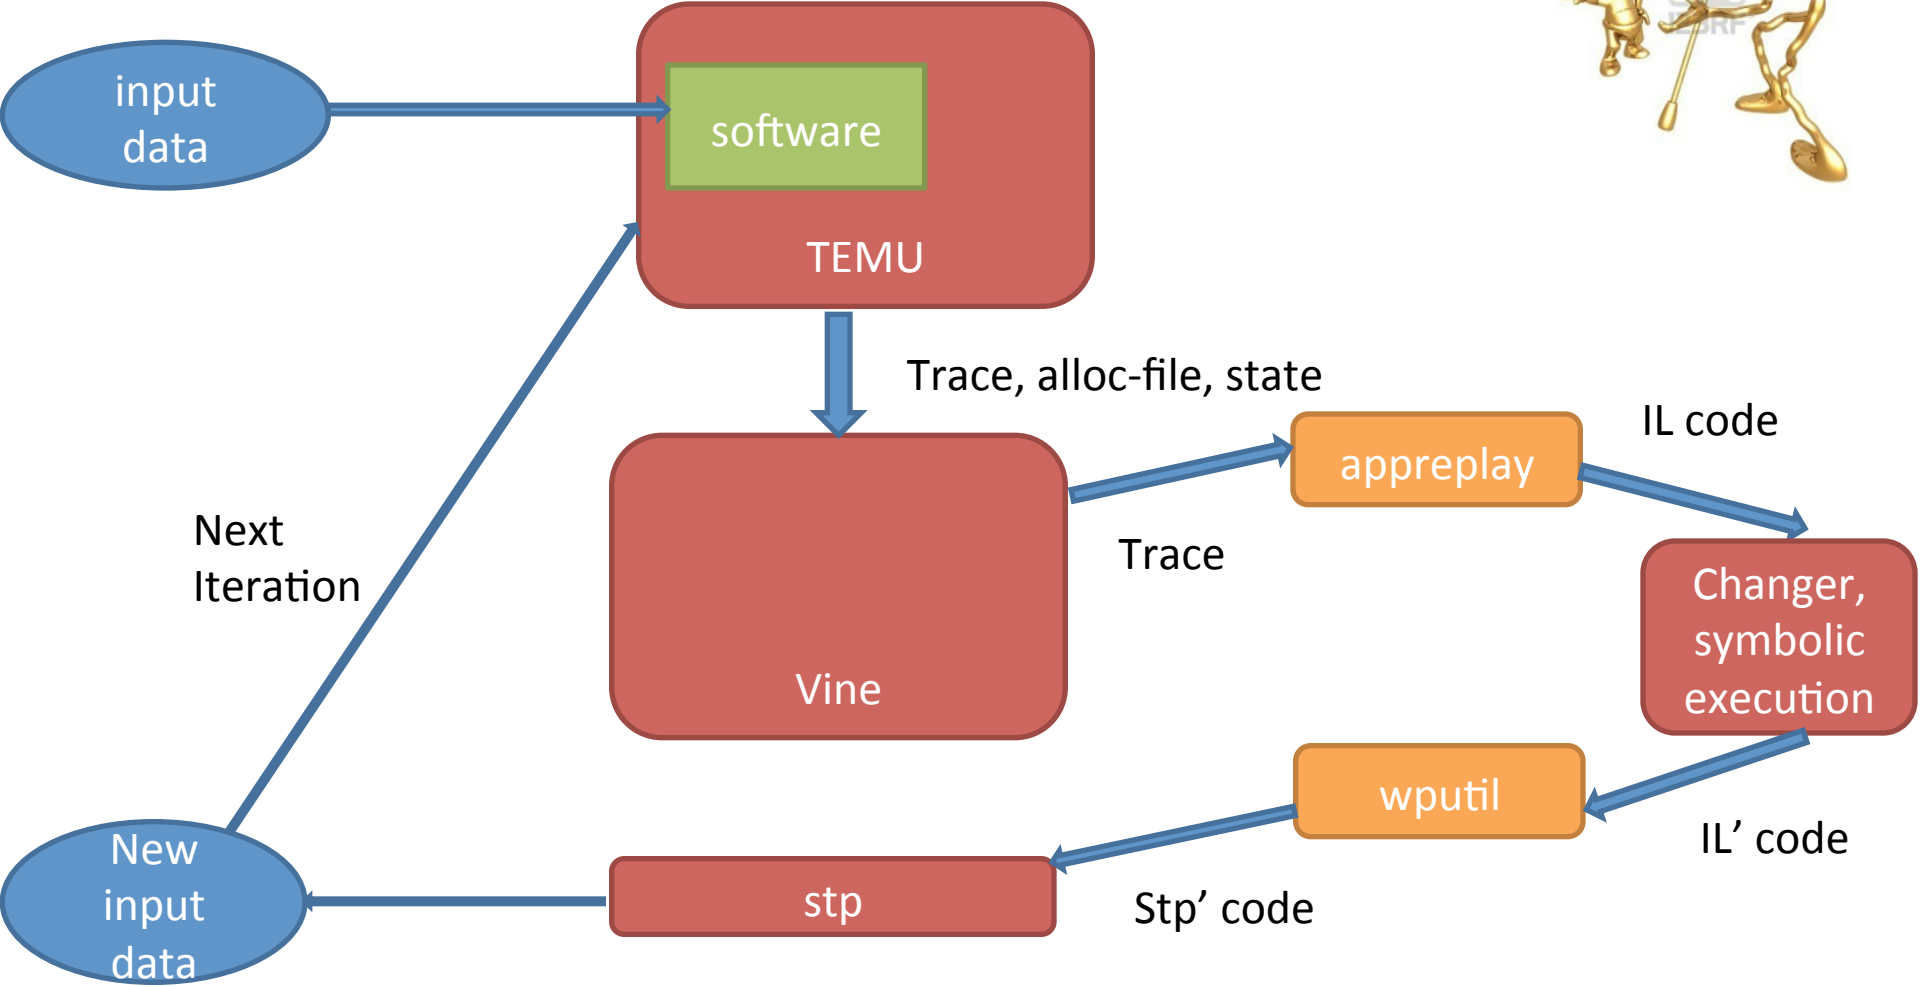 input
data
software
TEMU
Trace, alloc-file, state
IL code
appreplay
Next
Iteration
Trace
Changer,
symbolic
execution
Vine
wputil
IL’ code
New
input
data
stp
Stp’ code